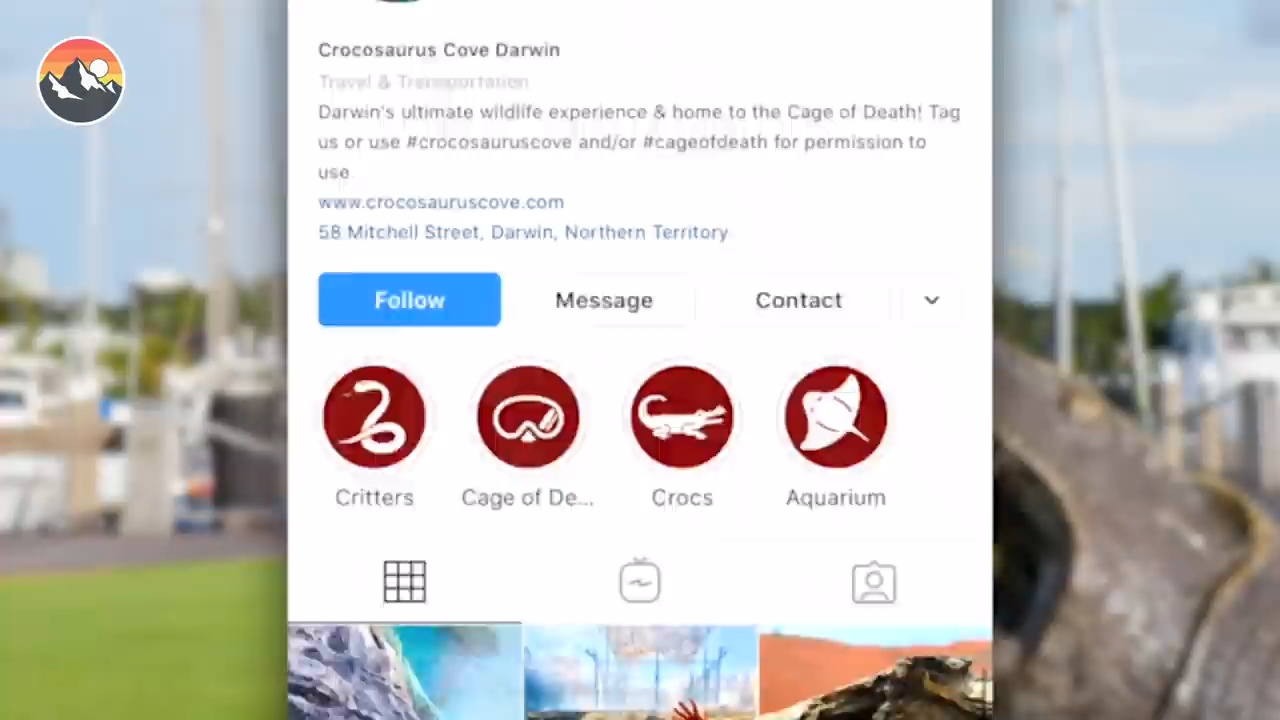 Crocosaurus Cove Darwin
Travel & Transportation
Darwin's ultimate wildlife experience & home to the Cage of Death! Tag
us or use #crocosauruscove and/or #cageofdeath for permission to
use
www.crocosauruscove.com
58 Mitchell Street, Darwin, Northern Territory
Follow Message Contact
Critters Cage of De... Crocs Aquarium